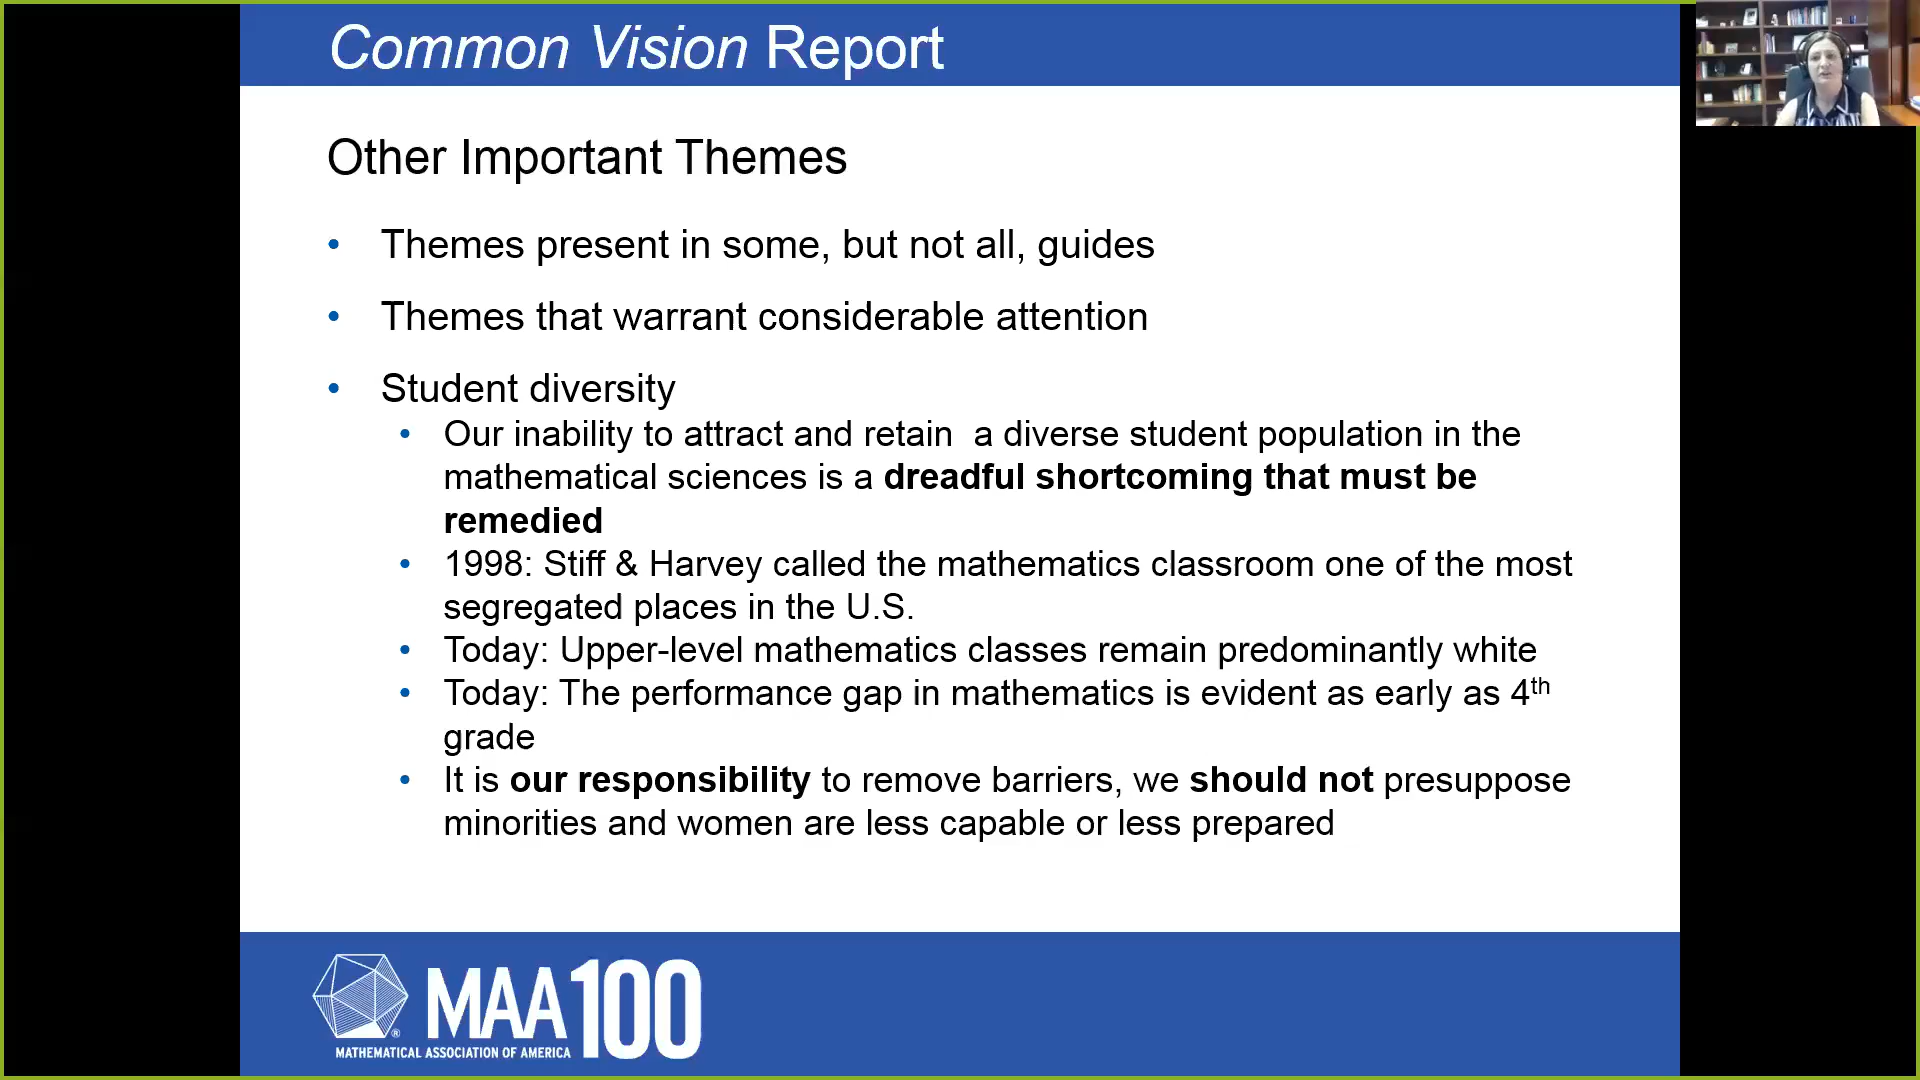 Common Vision Report
Other Important Themes
• Themes present in some, but not all, guides
• Themes that warrant considerable attention
• Student diversity
• Our inability to attract and retain  a diverse student population in the
mathematical sciences is a dreadful shortcoming that must be
remedied
• 1998: Stiff & Harvey called the mathematics classroom one of the most
segregated places in the U.S.
• Today: Upper-level mathematics classes remain predominantly white
• Today: The performance gap in mathematics is evident as early as 4th
grade
• It is our responsibility to remove barriers, we should not presuppose
minorities and women are less capable or less prepared
® MAA100
MATHEMATICAL ASSOCIATION OF AMERICA